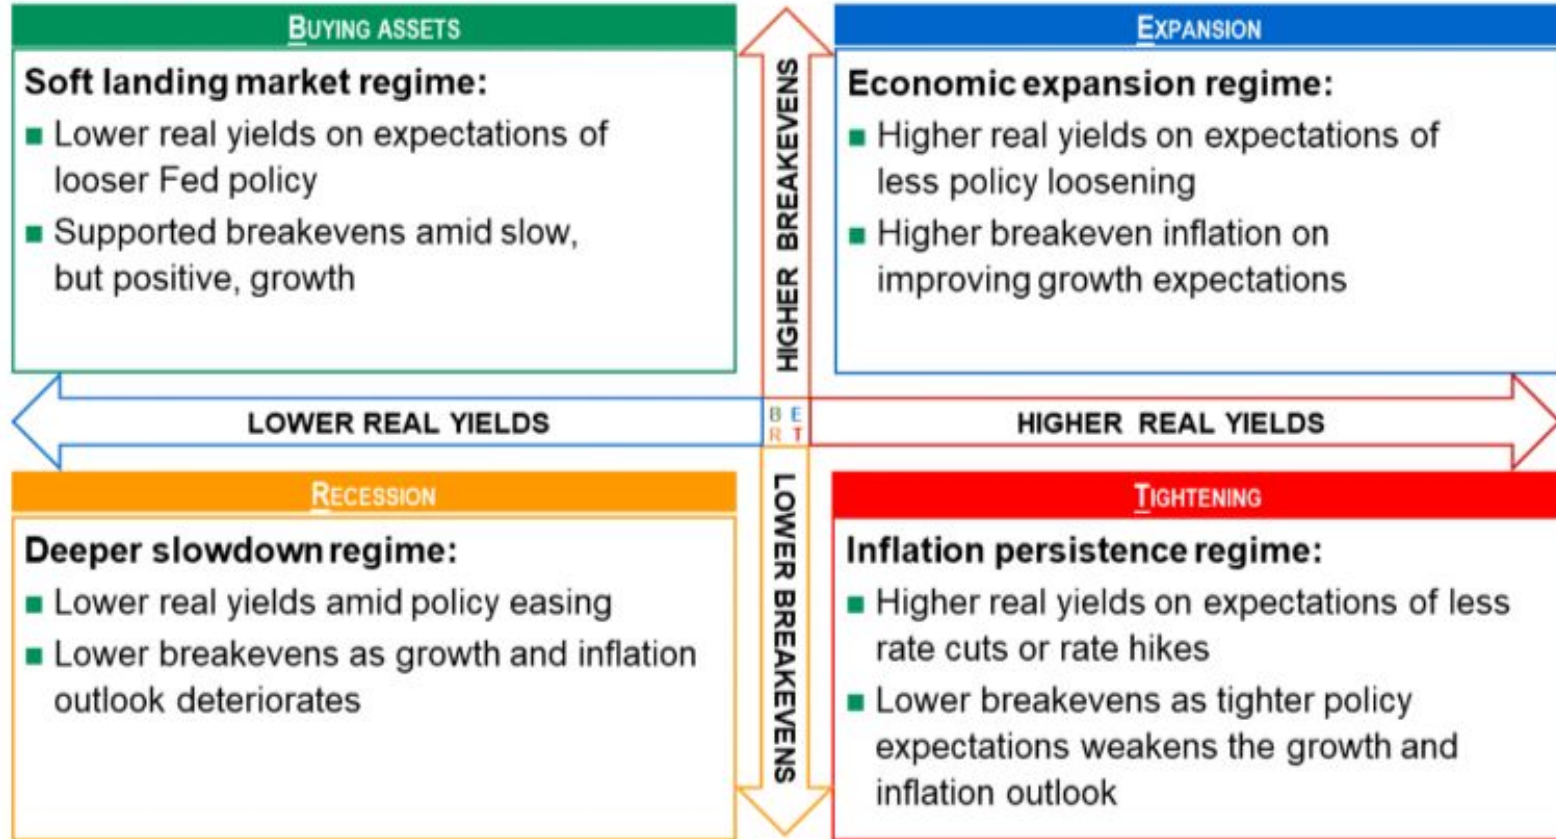 BUYING ASSETS
Soft landing market regime:
■ Lower real yields on expectations of
looser Fed policy
■ Supported breakevens amid slow,
but positive, growth
HIGHER BREAKEVENS
EXPANSION
Economic expansion regime:
■ Higher real yields on expectations of
less policy loosening
■ Higher breakeven inflation on
improving growth expectations
LOWER REAL YIELDS
B E
R T
HIGHER REAL YIELDS
RECESSION
Deeper slowdown regime:
■ Lower real yields amid policy easing
■ Lower breakevens as growth and inflation
outlook deteriorates
LOWER BREAKEVENS
TIGHTENING
Inflation persistence regime:
■ Higher real yields on expectations of less
rate cuts or rate hikes
■ Lower breakevens as tighter policy
expectations weakens the growth and
inflation outlook